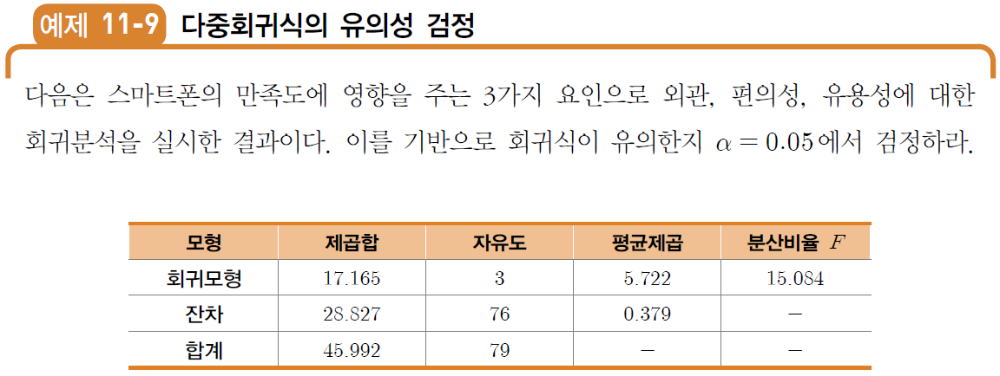 예제 11-9 다중회귀식의 유의성 검정
다음은 스마트폰의 만족도에 영향을 주는 3가지 요인으로 외관, 편의성, 유용성에 대한
회귀분석을 실시한 결과이다. 이를 기반으로 회귀식이 유의한지 α = 0.05에서 검정하라.
모형 제곱합 자유도 평균제곱 분산비율 F
회귀모형 17.165 3 5.722 15.084
잔차 28.827 76 0.379 −
합계 45.992 79 − −